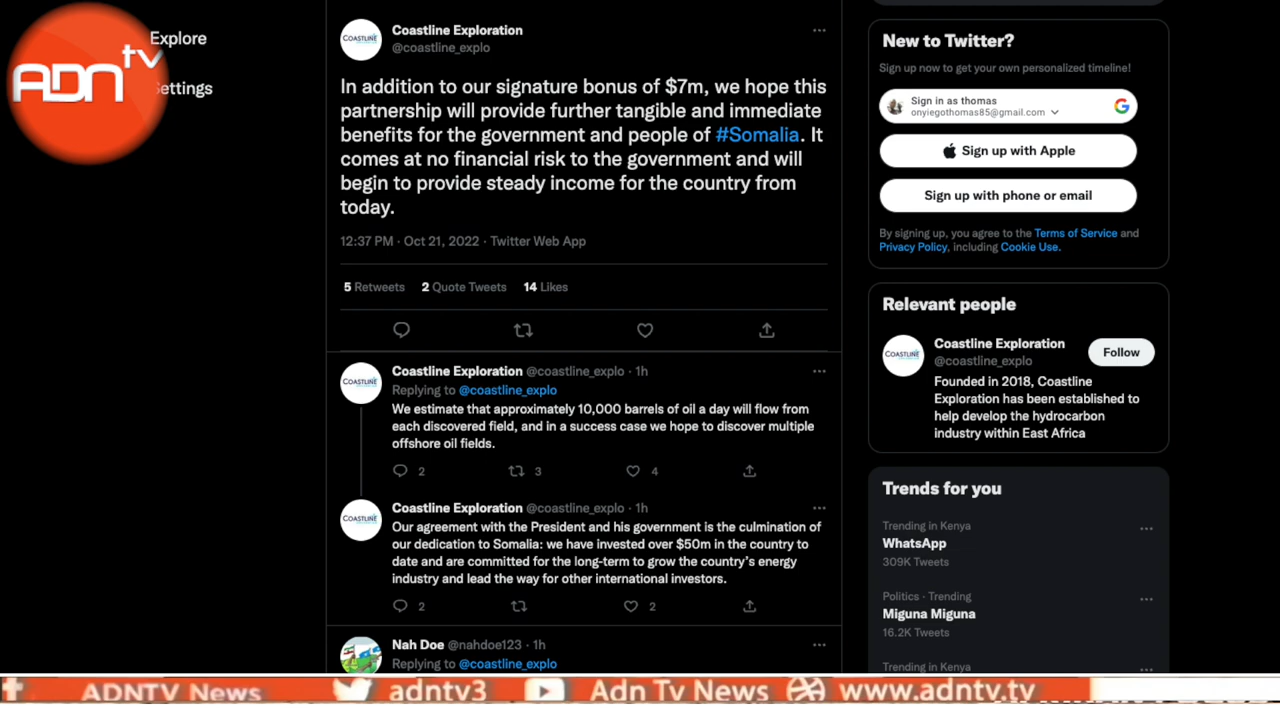 ADN tv
Explore
ettings
COASTLINE
Coastline Exploration
@coastline_explo
In addition to our signature bonus of $7m, we hope this
partnership will provide further tangible and immediate
benefits for the government and people of #Somalia. It
comes at no financial risk to the government and will
begin to provide steady income for the country from
today.
12:37 PM · Oct 21, 2022 · Twitter Web App
5 Retweets 2 Quote Tweets 14 Likes
COASTLINE
Coastline Exploration @coastline_explo · 1h
Replying to @coastline_explo
We estimate that approximately 10,000 barrels of oil a day will flow from
each discovered field, and in a success case we hope to discover multiple
offshore oil fields.
2 3 4
COASTLINE
Coastline Exploration @coastline_explo · 1h
Our agreement with the President and his government is the culmination of
our dedication to Somalia: we have invested over $50m in the country to
date and are committed for the long-term to grow the country's energy
industry and lead the way for other international investors.
2 2
Nah Doe @nahdoe123 · 1h
Replying to @coastline_explo
New to Twitter?
Sign up now to get your own personalized timeline!
Sign in as thomas
onyiegothomas85@gmail.com
Sign up with Apple
Sign up with phone or email
By signing up, you agree to the Terms of Service and
Privacy Policy, including Cookie Use.
Relevant people
COASTLINE
Coastline Exploration
@coastline_explo
Follow
Founded in 2018, Coastline
Exploration has been established to
help develop the hydrocarbon
industry within East Africa
Trends for you
Trending in Kenya
WhatsApp
309K Tweets
Politics · Trending
Miguna Miguna
16.2K Tweets
Trending in Kenya
ADNTV News adntv3 Adn Tv News www.adntv.tv